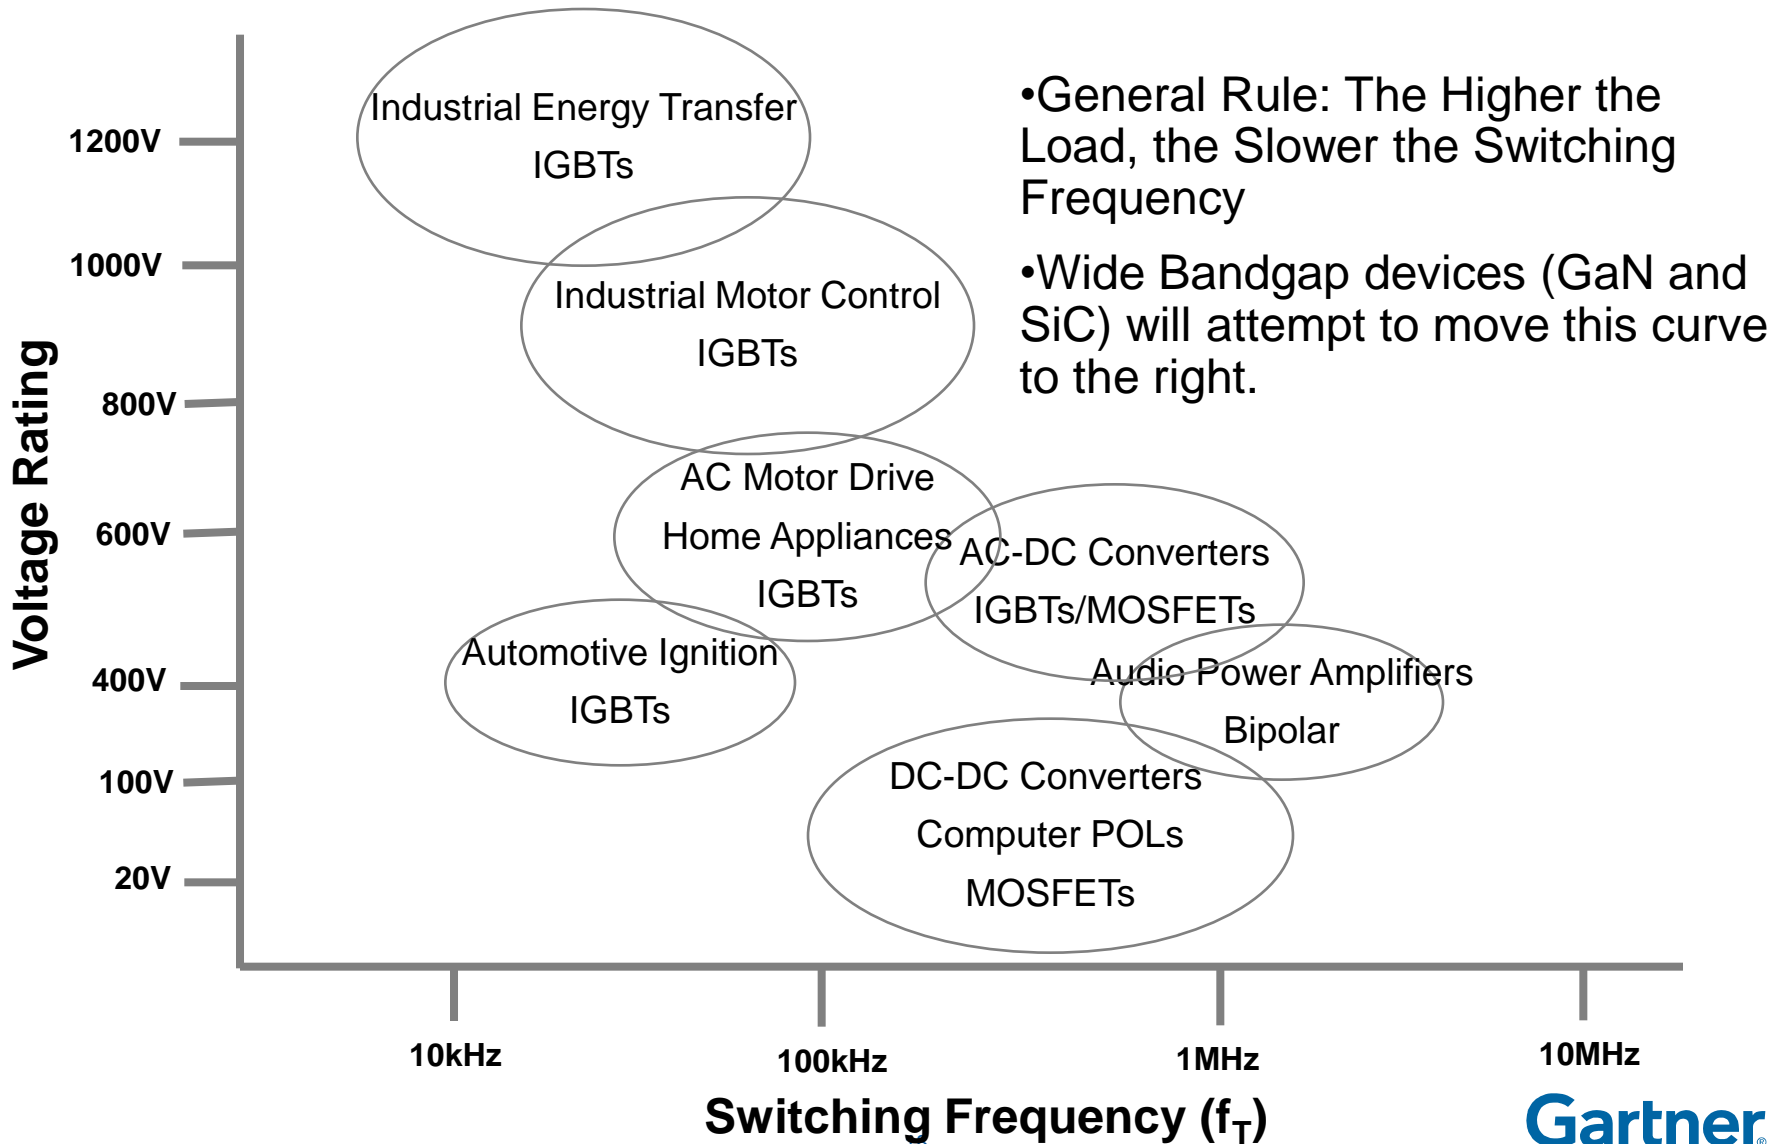 Industrial Energy Transfer
IGBTs
•General Rule: The Higher the
Load, the Slower the Switching
Frequency
•Wide Bandgap devices (GaN and
SiC) will attempt to move this curve
to the right.
Industrial Motor Control
IGBTs
AC Motor Drive
Home Appliances
IGBTs
AC-DC Converters
IGBTs/MOSFETs
Automotive Ignition
IGBTs
Audio Power Amplifiers
Bipolar
DC-DC Converters
Computer POLs
MOSFETs
Voltage Rating
1200V
1000V
800V
600V
400V
100V
20V
10kHz
100kHz
1MHz
10MHz
Switching Frequency (fT)
Gartner®